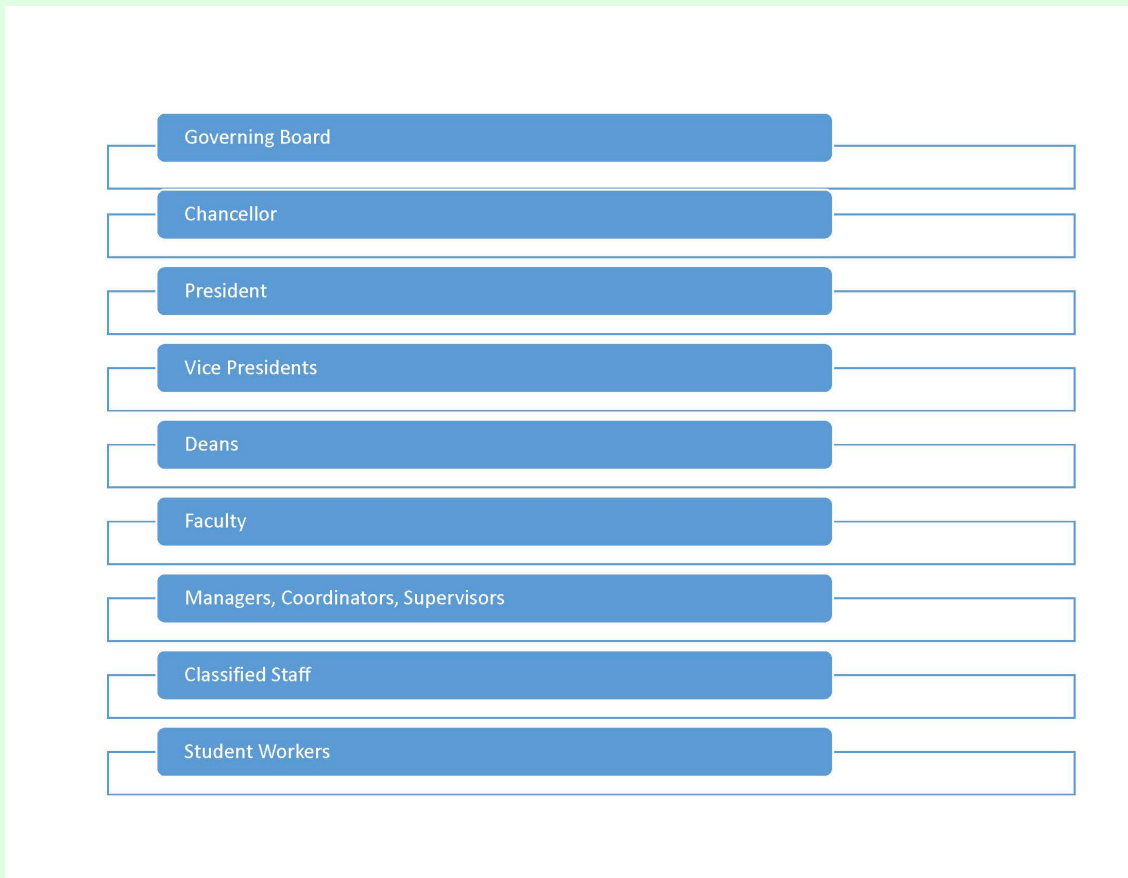 Governing Board
Chancellor
President
Vice Presidents
Deans
Faculty
Managers, Coordinators, Supervisors
Classified Staff
Student Workers